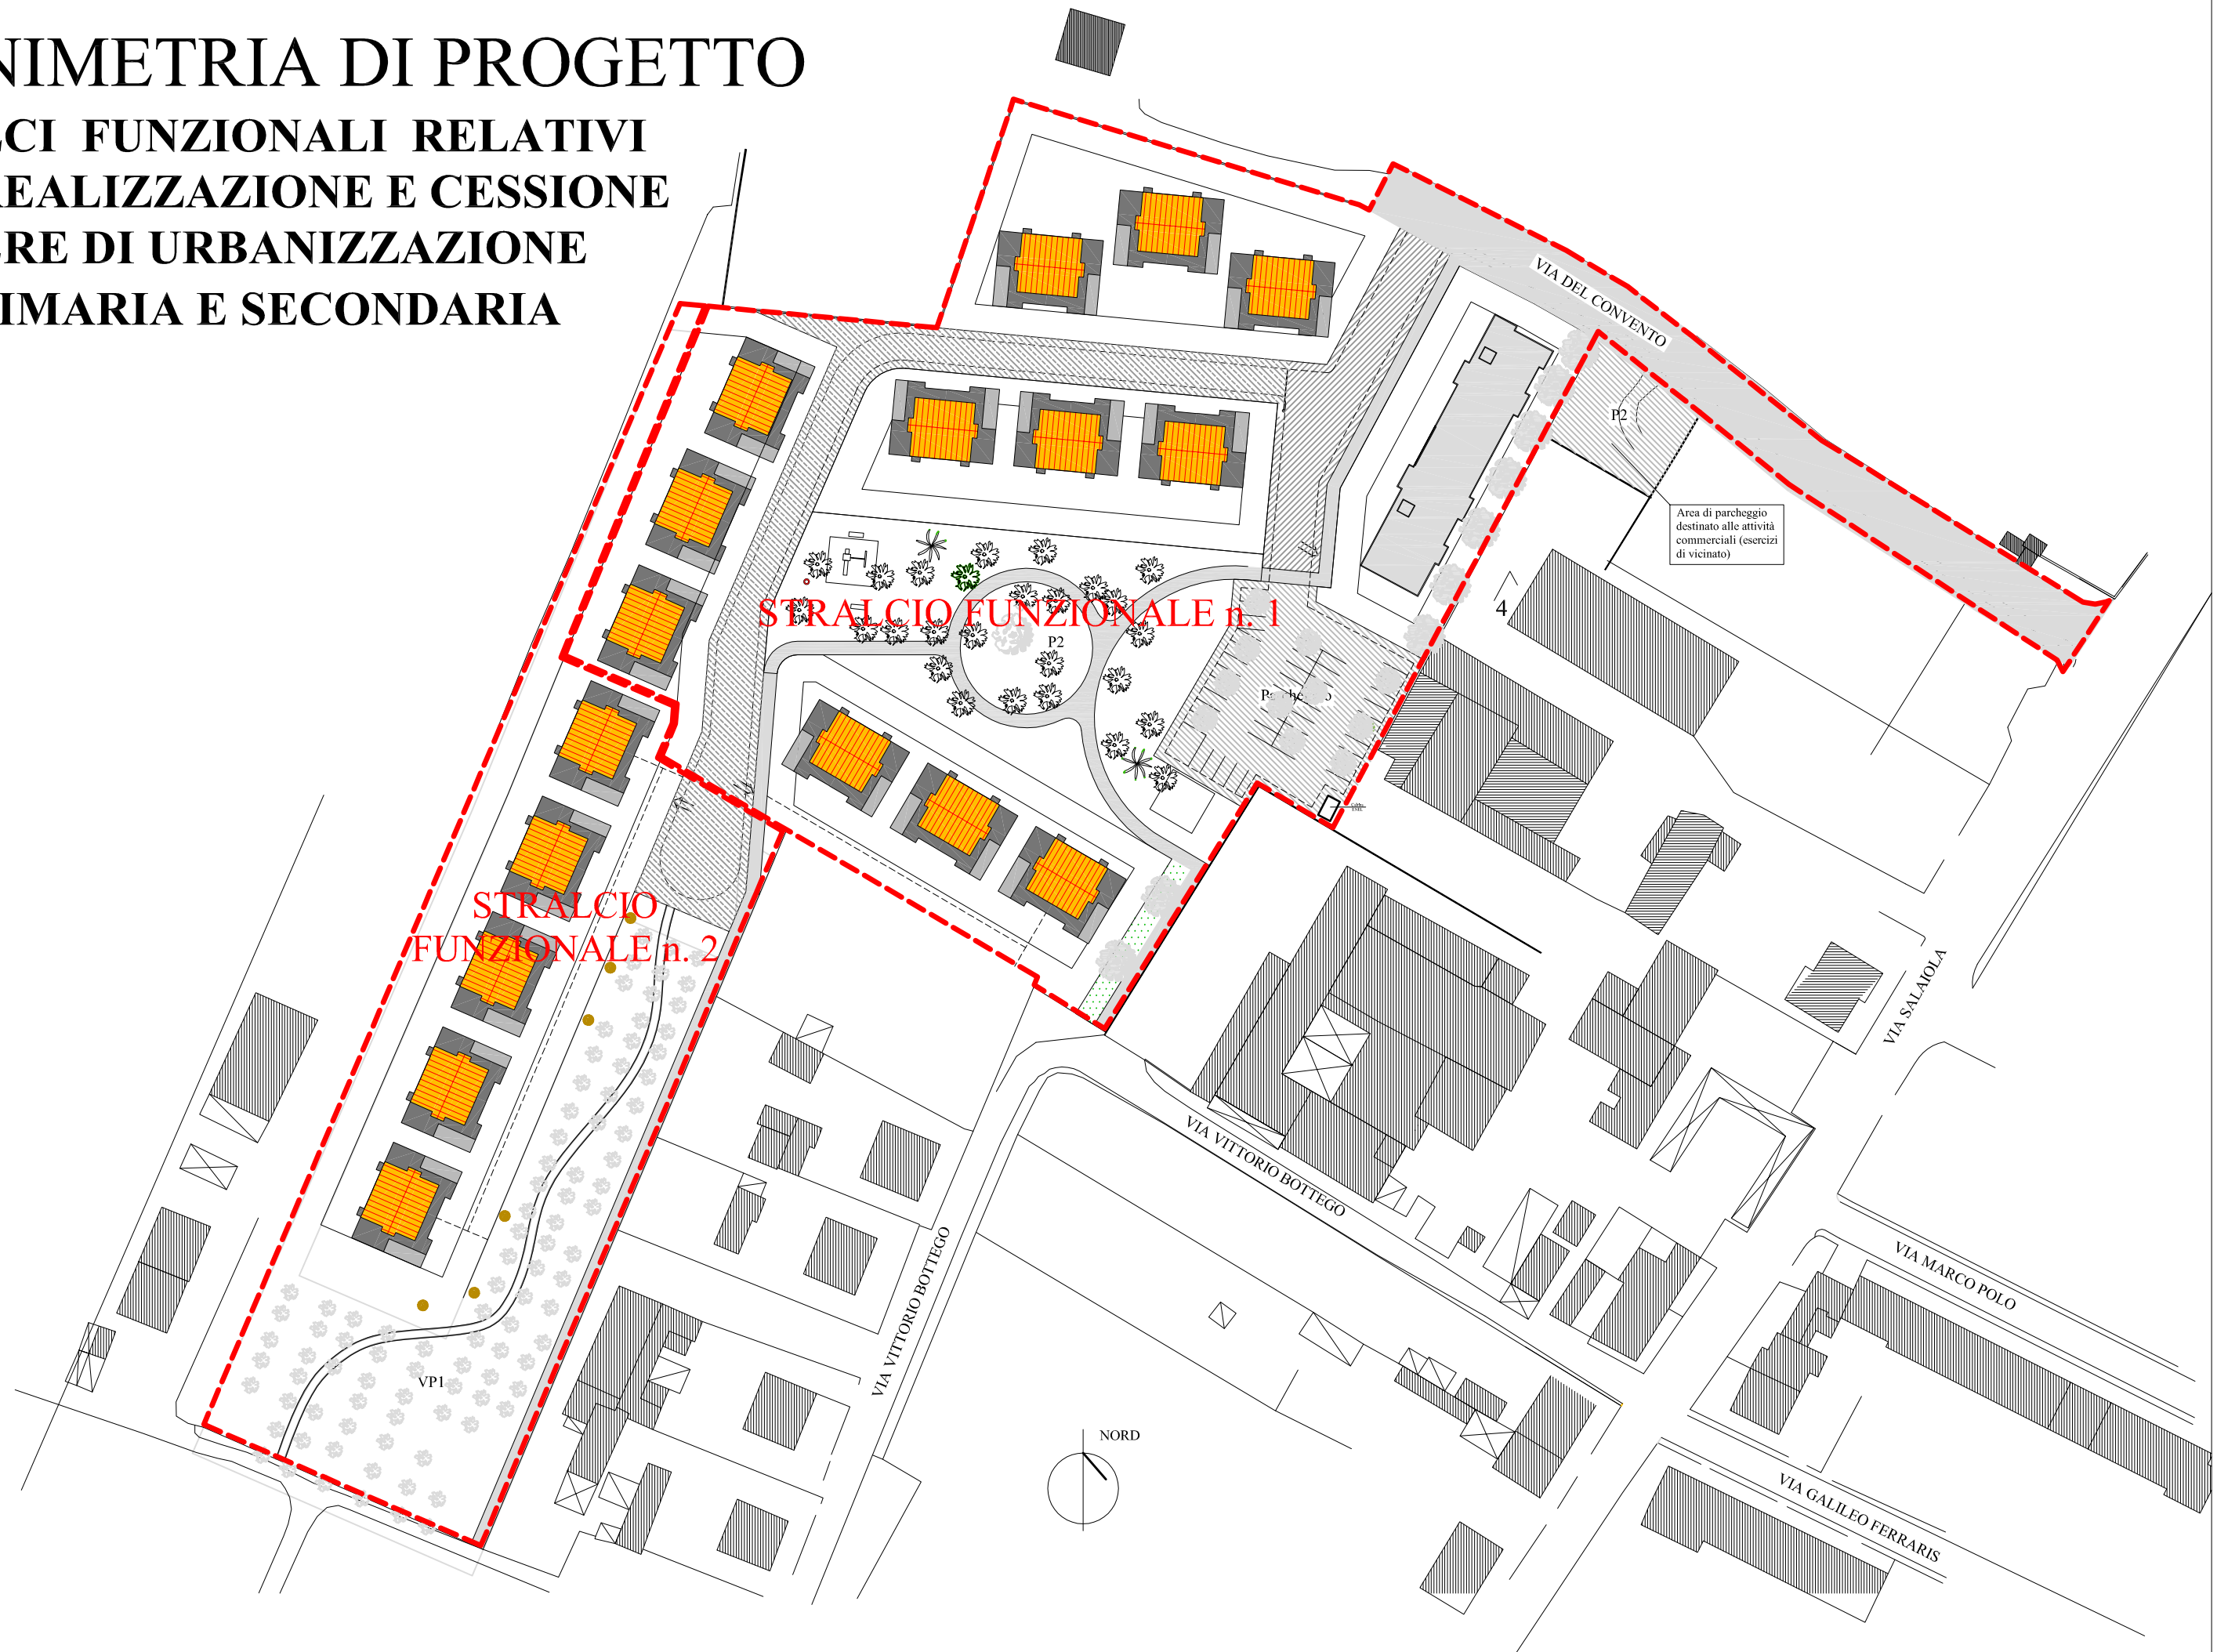 NIMETRIA DI PROGETTO
CI FUNZIONALI RELATIVI
REALIZZAZIONE E CESSIONE
RE DI URBANIZZAZIONE
IMARIA E SECONDARIA
VIA DEL CONVENTO
P2
Area di parcheggio
destinato alle attività
commerciali (esercizi
di vicinato)
STRALCIO FUNZIONALE n. 1
4
P2
STRALCIO
FUNZIONALE n. 2
VIA SALAIOLA
VIA VITTORIO BOTTEGO
VIA VITTORIO BOTTEGO
VIA MARCO POLO
VP1
NORD
VIA GALILEO FERRARIS